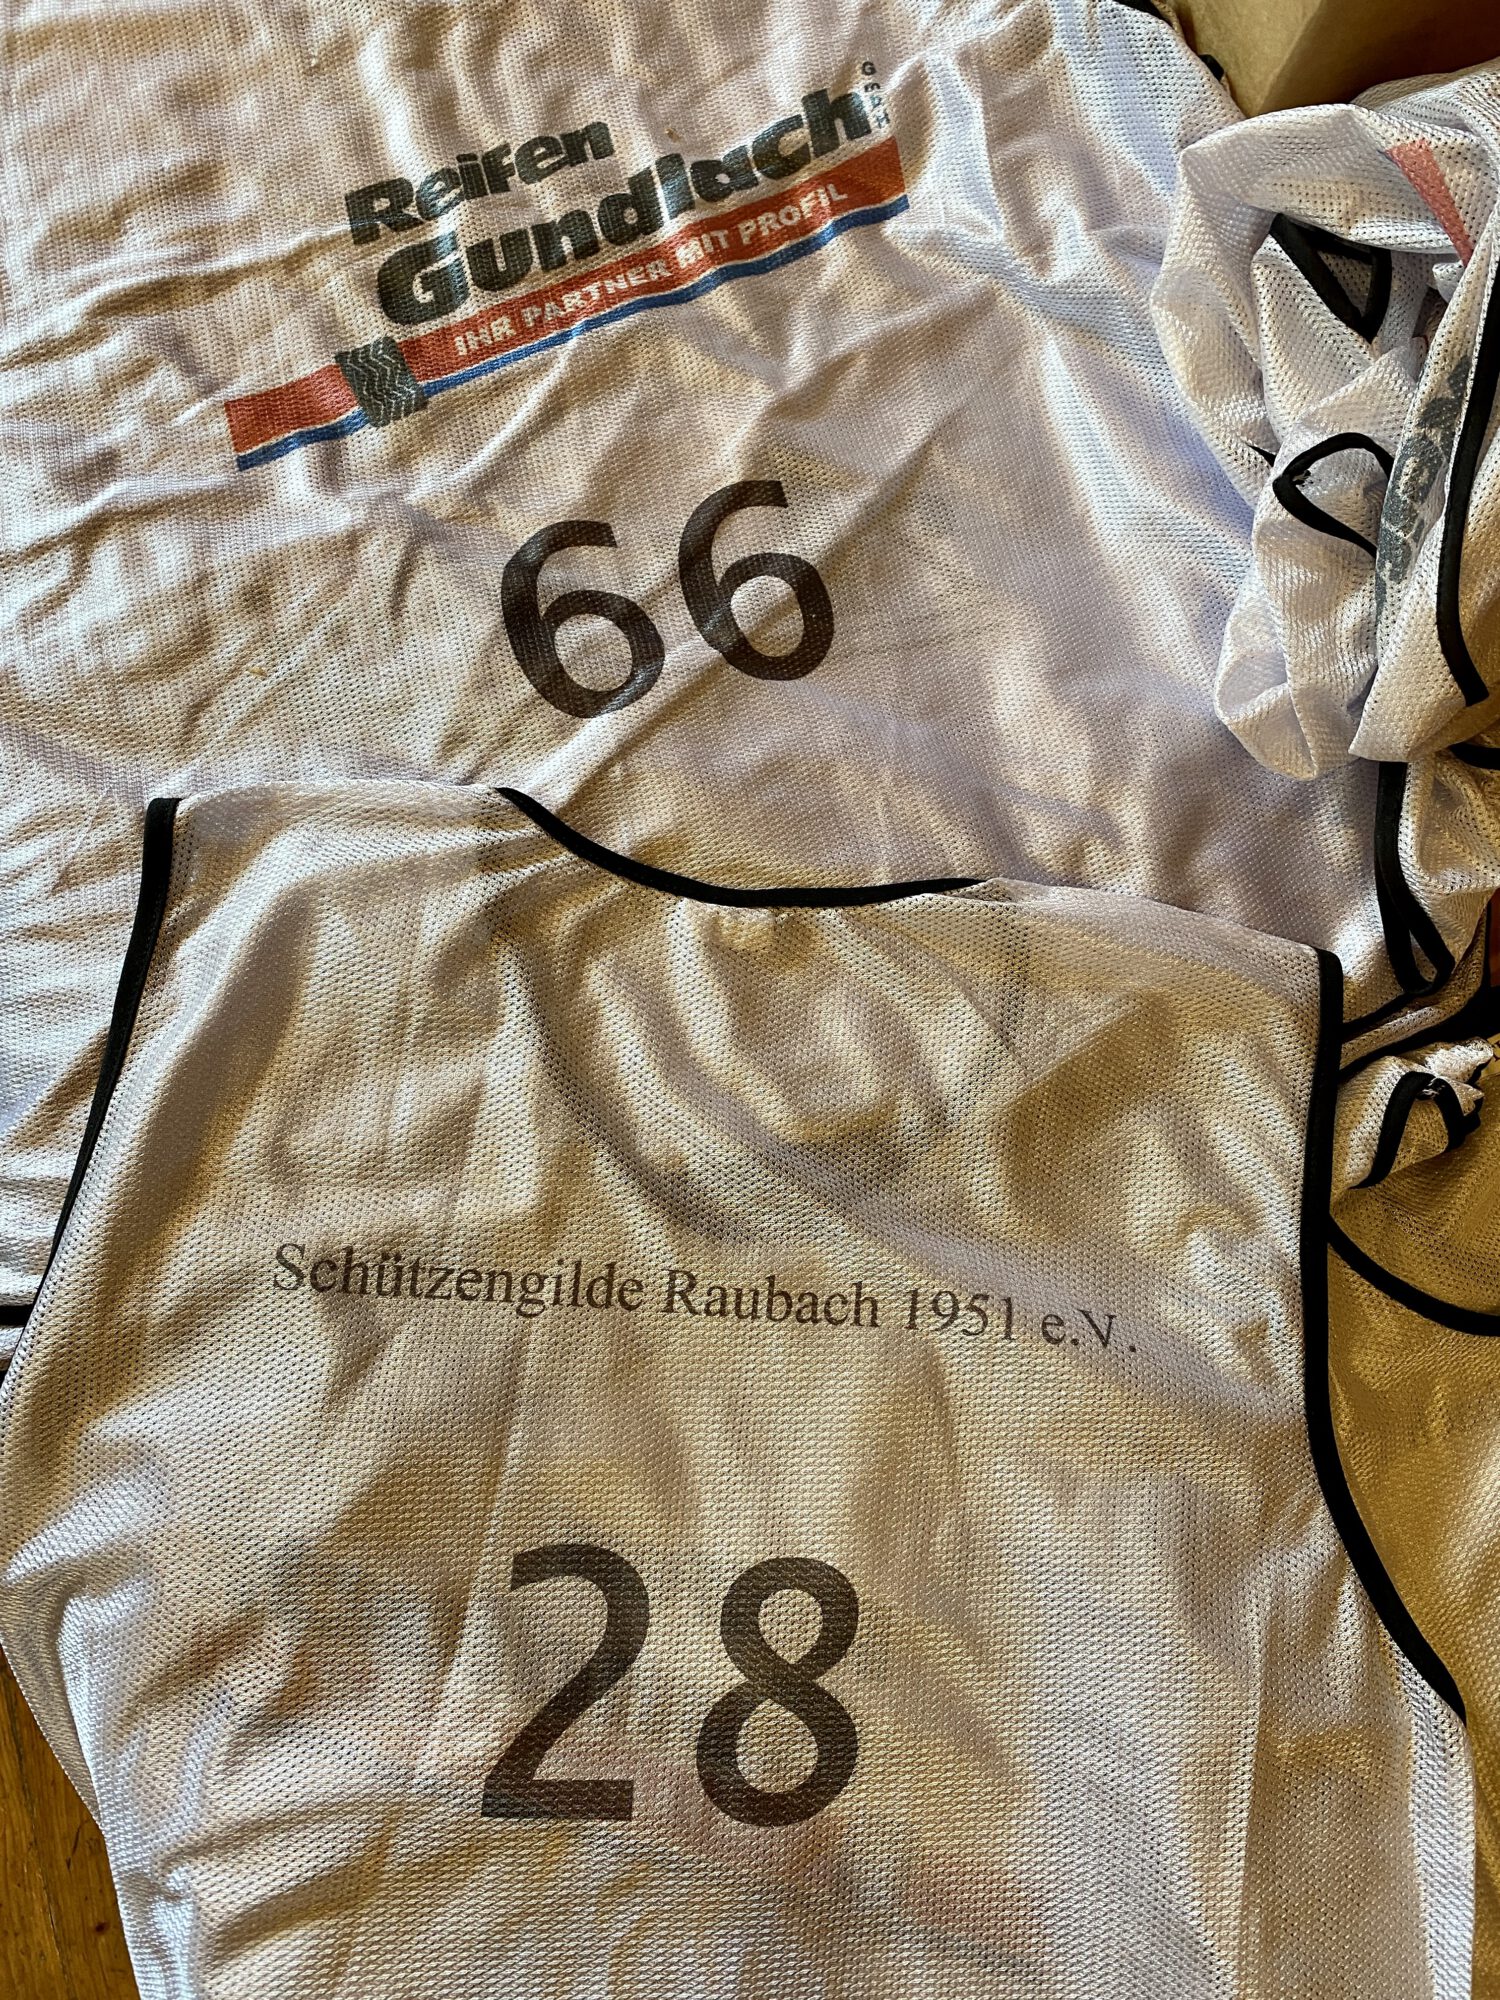 Reifen
Gundlach GMBH
IHR PARTNER MIT PROFIL
66
Schützengilde Raubach 1951 e.V.
28